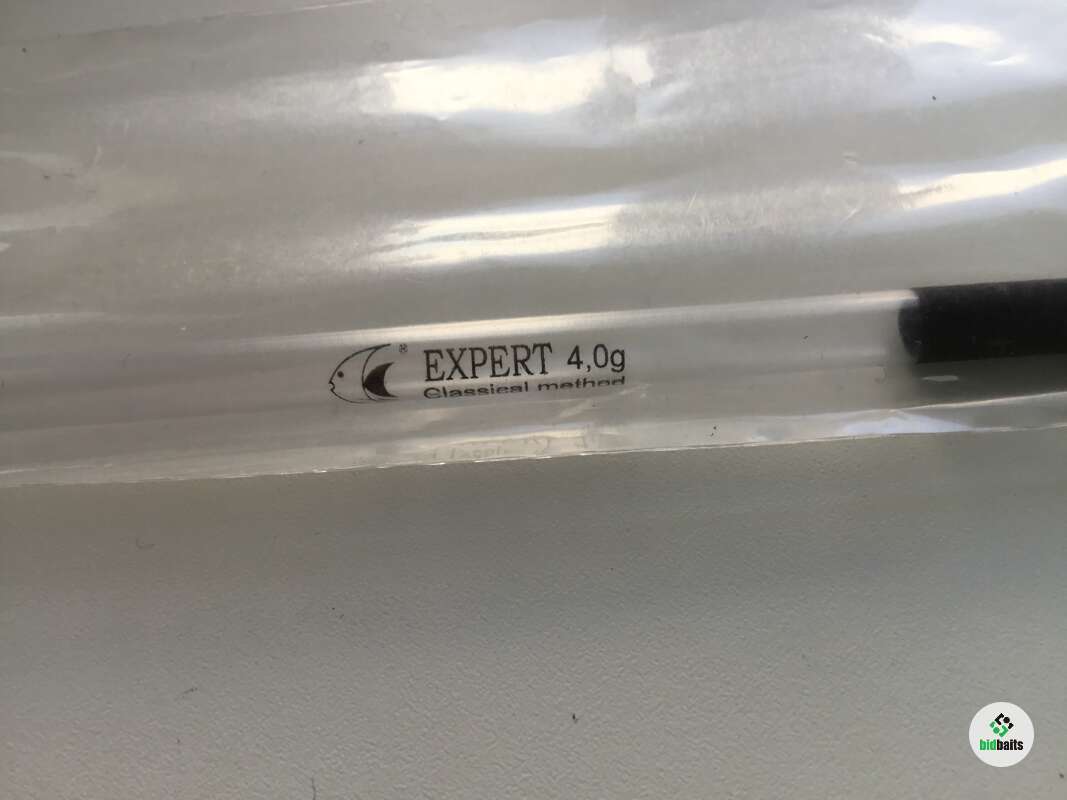 ® EXPERT 4,0g
Classical method
bidbaits